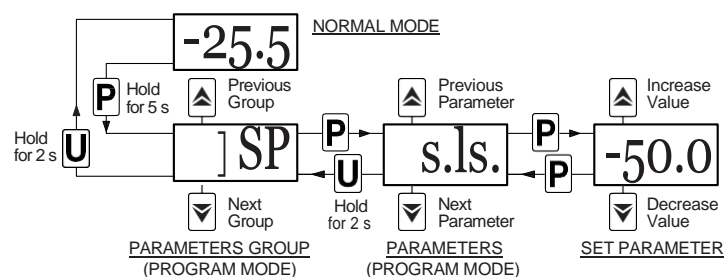 -25.5
NORMAL MODE
P
Hold
for 5 s
Previous
Group
Previous
Parameter
Increase
Value
Hold
for 2 s
U
]SP
P
U
Hold
for 2 s
s.ls.
P
P
-50.0
Next
Group
Next
Parameter
Decrease
Value
PARAMETERS GROUP
(PROGRAM MODE)
PARAMETERS
(PROGRAM MODE)
SET PARAMETER